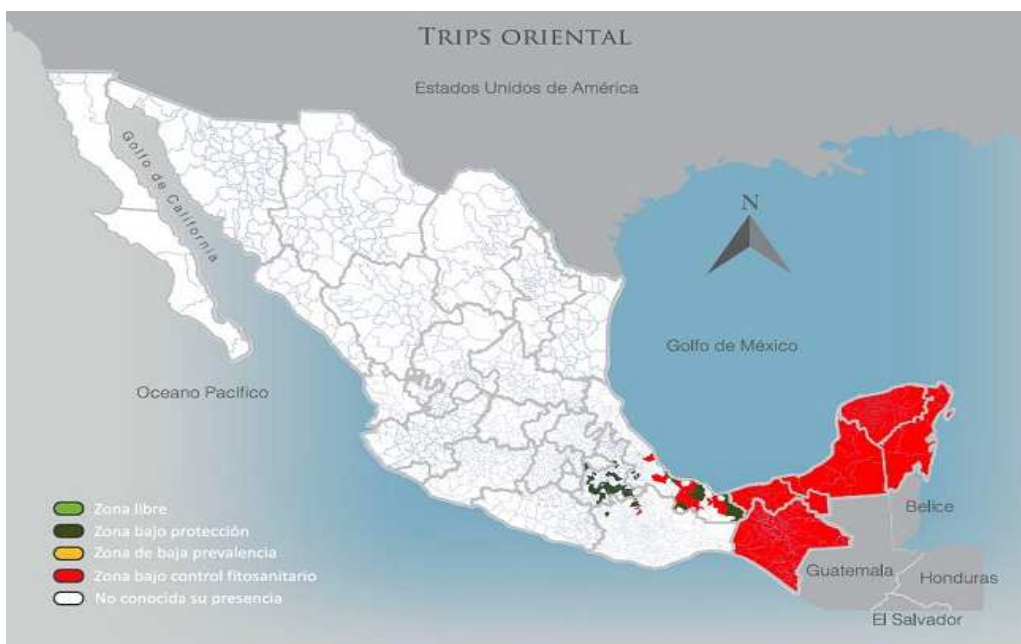 TRIPS ORIENTAL
Estados Unidos de América
Golfo de California
N
Golfo de México
Oceano Pacífico
Belice
Guatemala
Honduras
El Salvador
Zona libre
Zona bajo protección
Zona de baja prevalencia
Zona bajo control fitosanitario
No conocida su presencia